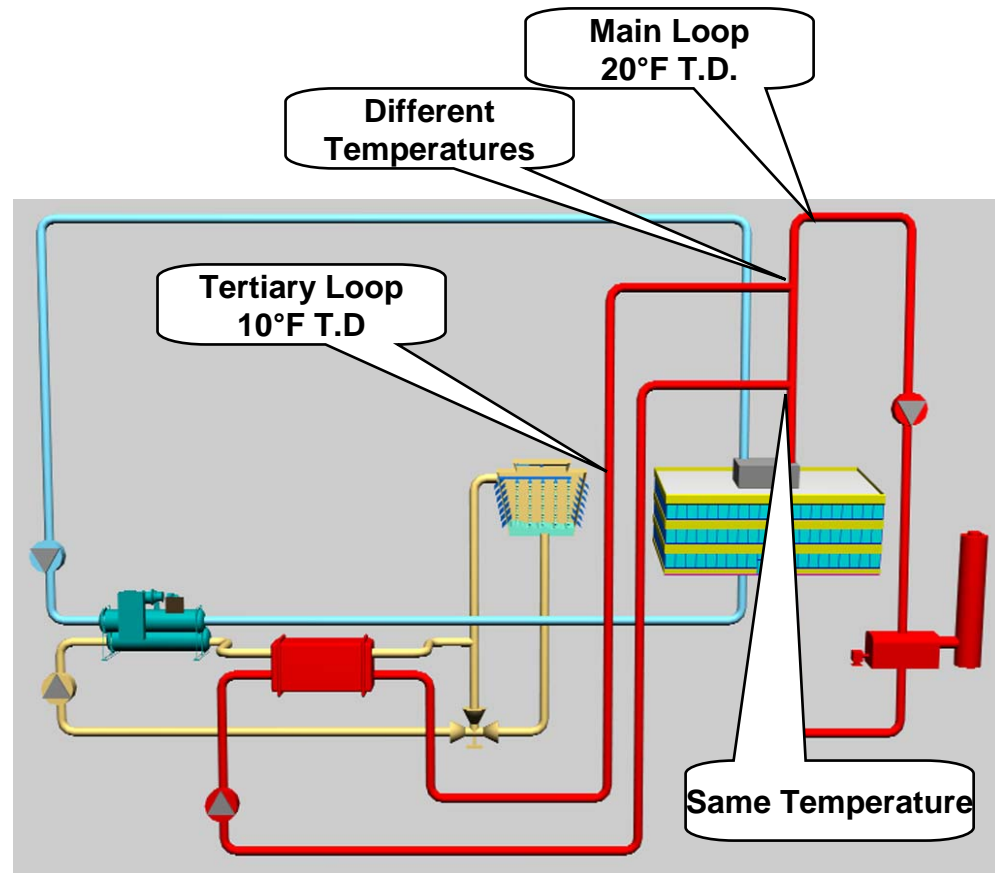 Main Loop
20°F T.D.
Different
Temperatures
Tertiary Loop
10°F T.D
Same Temperature